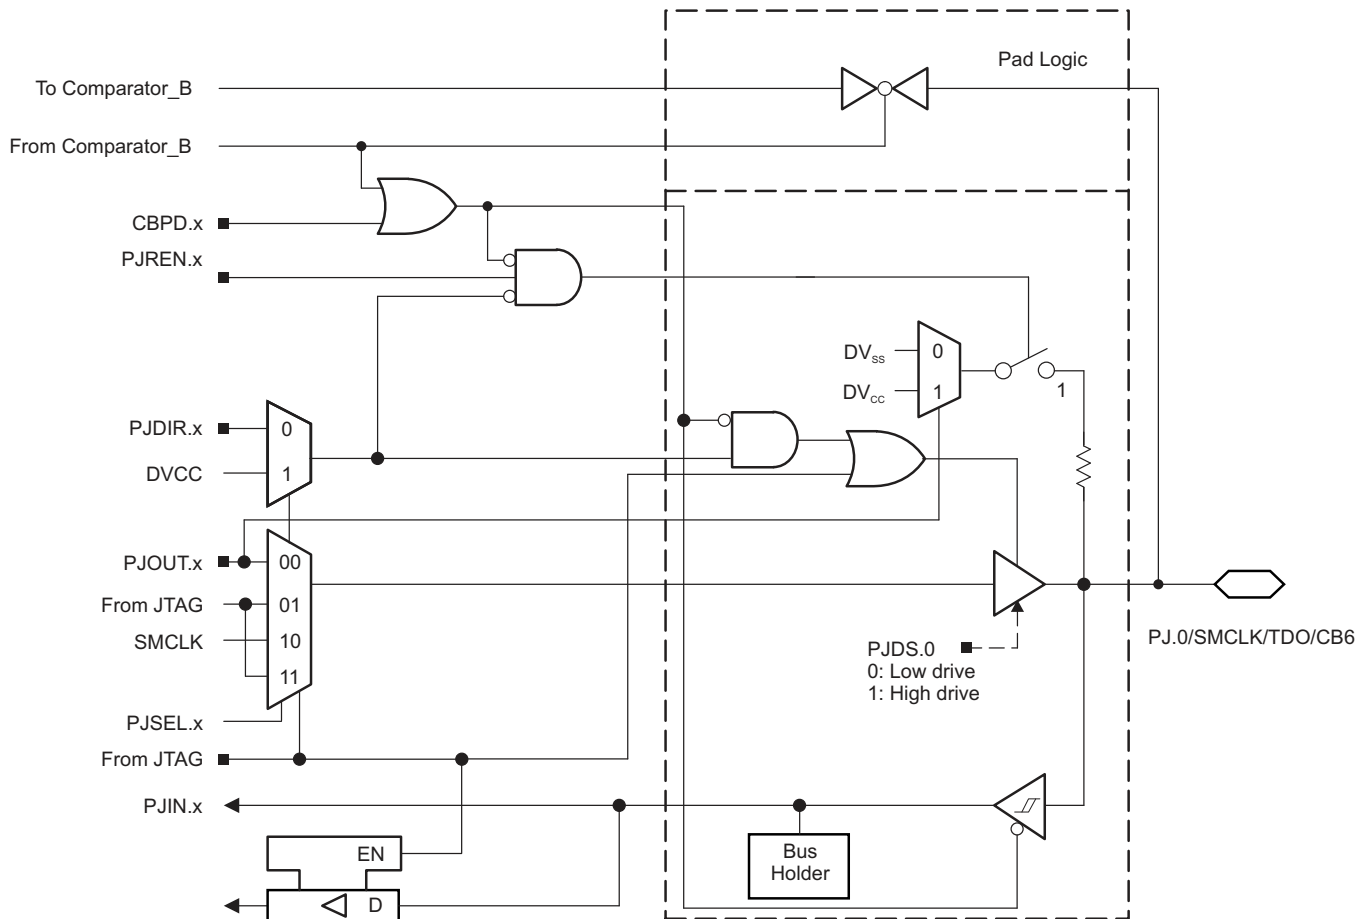 Pad Logic
To Comparator_B
From Comparator_B
CBPD.x
PJREN.x
DVSS
0
DVCC
1
1
PJDIR.x
0
DVCC
1
PJOUT.x
00
From JTAG
01
SMCLK
10
11
PJDS.0
0: Low drive
1: High drive
PJ.0/SMCLK/TDO/CB6
PJSEL.x
From JTAG
PJIN.x
Bus
Holder
EN
D